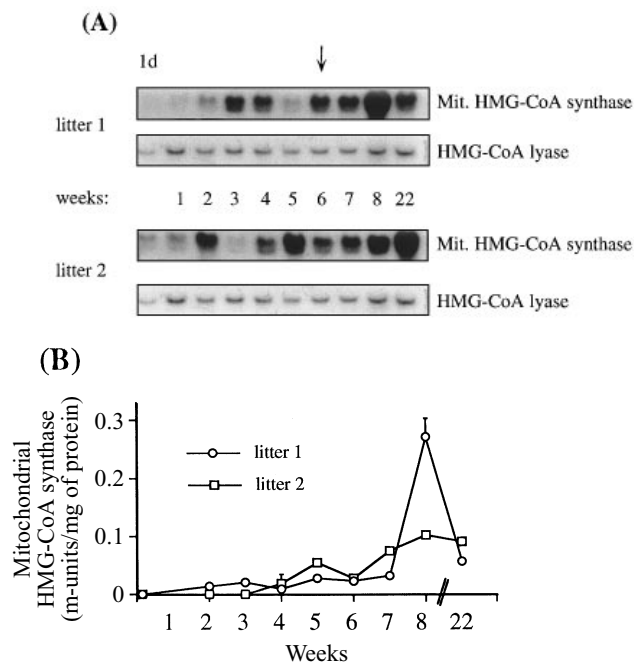 (A)
1d
Mit. HMG-CoA synthase
litter 1
HMG-CoA lyase
weeks: 1 2 3 4 5 6 7 8 22
Mit. HMG-CoA synthase
litter 2
HMG-CoA lyase
(B)
Mitochondrial
HMG-CoA synthase
(m-units/mg of protein)
0.3
0.2
0.1
0
litter 1
litter 2
1 2 3 4 5 6 7 8 22
Weeks